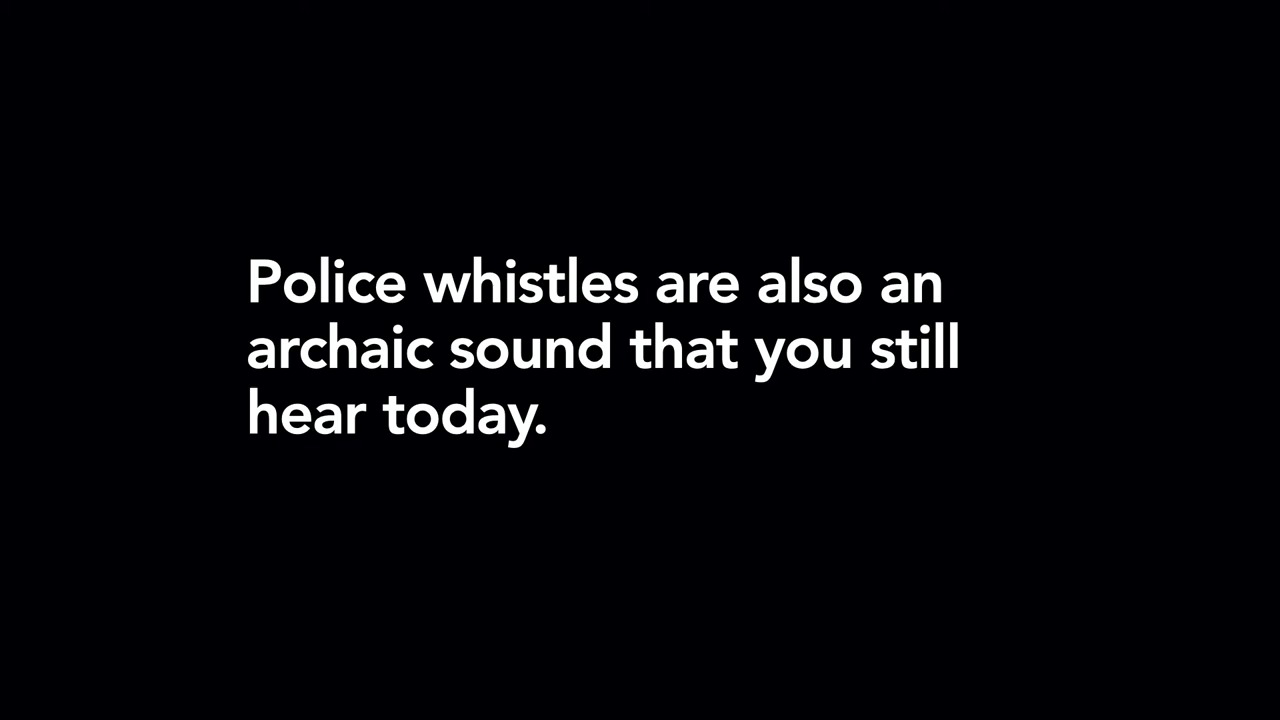 Police whistles are also an
archaic sound that you still
hear today.